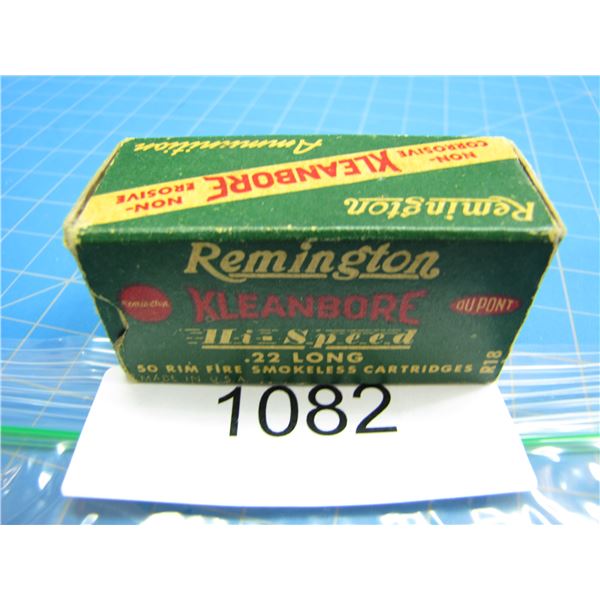 Ammunition
NON-CORROSIVE KLEANBORE NON-EROSIVE
Remington
Remington
Remington KLEANBORE DU PONT
Hi-Speed
.22 LONG
50 RIM FIRE SMOKELESS CARTRIDGES
MADE IN U.S.A.
R18
1082